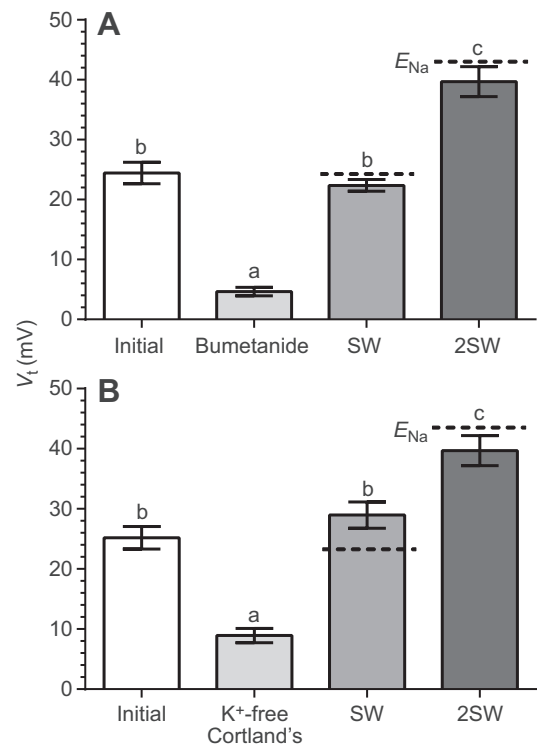 A
50
40
30
20
10
0
b
a
b
c
E_Na
Initial
Bumetanide
SW
2SW
V_t (mV)
B
50
40
30
20
10
0
b
a
b
c
E_Na
Initial
K⁺-free
Cortland’s
SW
2SW